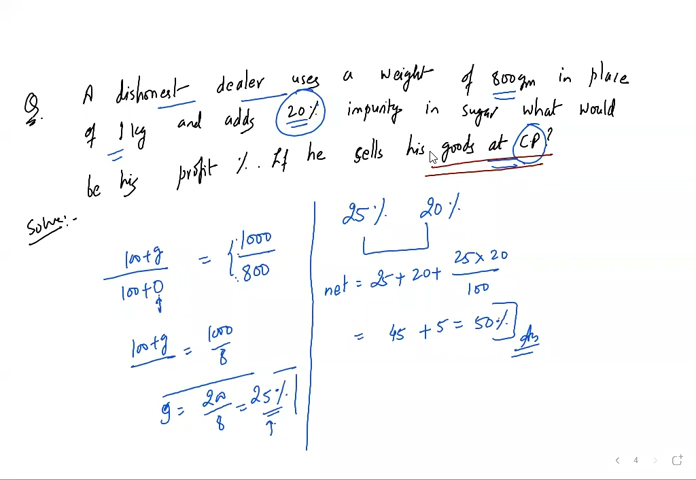 Q. A dishonest dealer uses a weight of 800gm in place
of 1kg and adds 20% impurity in sugar what would
be his profit %. If he sells his goods at CP?
Solve:-
100+g / 100+0 = 1000 / 800
100+g = 1000 / 8
g = 200 / 8 = 25%
25% 20%
net = 25 + 20 + 25×20 / 100
= 45 + 5 = 50%
Ans
4